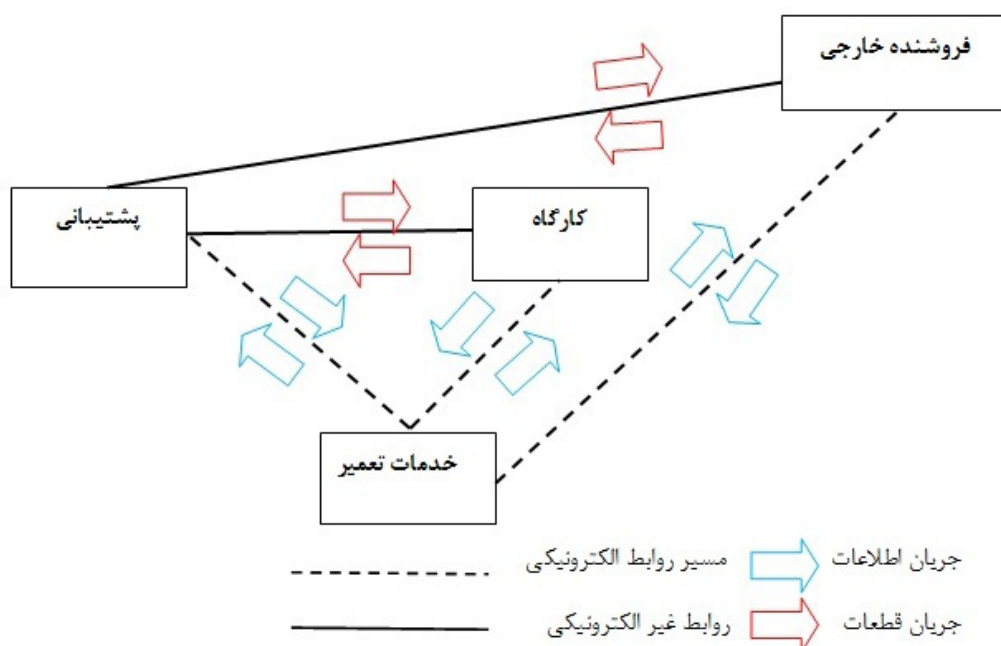 فروشنده خارجی
پشتیبانی
کارگاه
خدمات تعمیر
جریان اطلاعات
مسیر روابط الکترونیکی
جریان قطعات
روابط غیر الکترونیکی